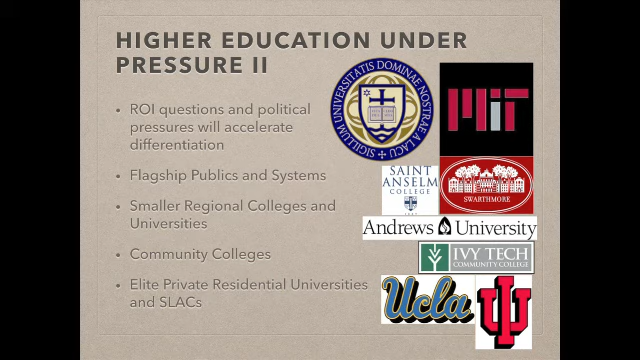 HIGHER EDUCATION UNDER
PRESSURE II
• ROI questions and political
pressures will accelerate
differentiation
• Flagship Publics and Systems
• Smaller Regional Colleges and
Universities
• Community Colleges
• Elite Private Residential Universities
and SLACs
SIGILLUM UNIVERSITATIS DOMINAE NOSTRAE A LACU
MIT
SAINT
ANSELM
COLLEGE
SWARTHMORE
Andrews University
IVY TECH
COMMUNITY COLLEGE
Ucla